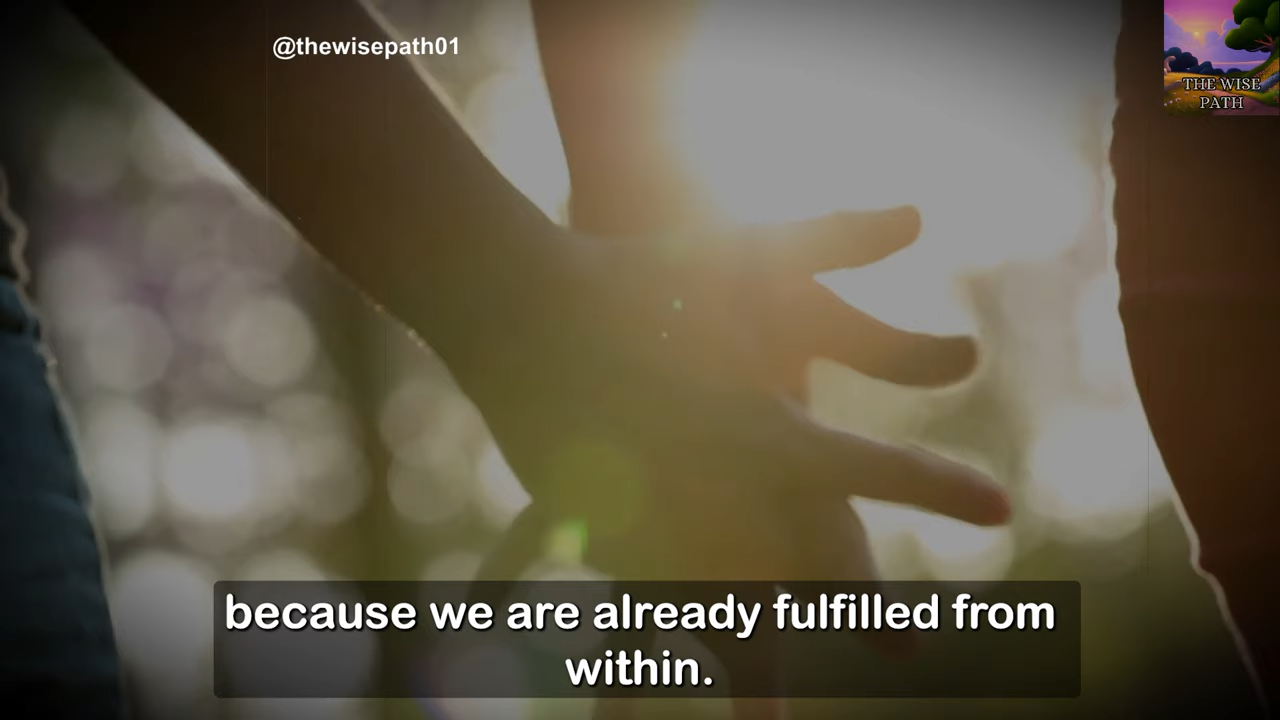 @thewisepath01
THE WISE
PATH
because we are already fulfilled from
within.